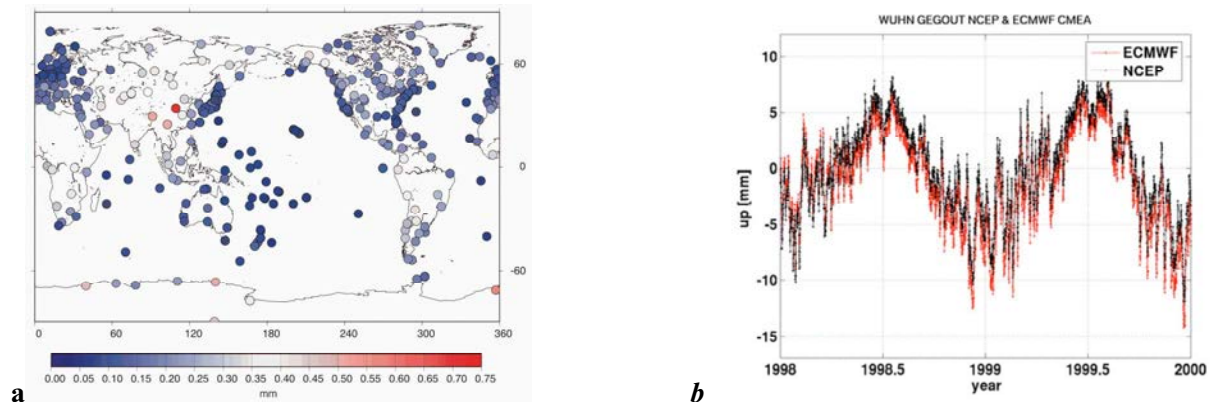 60
0
-60
0 60 120 180 240 300 360
0.00 0.05 0.10 0.15 0.20 0.25 0.30 0.35 0.40 0.45 0.50 0.55 0.60 0.65 0.70 0.75
mm
a
WUHN GEGOUT NCEP & ECMWF CMEA
ECMWF
NCEP
10
5
0
-5
-10
-15
up [mm]
1998 1998.5 1999 1999.5 2000
year
b